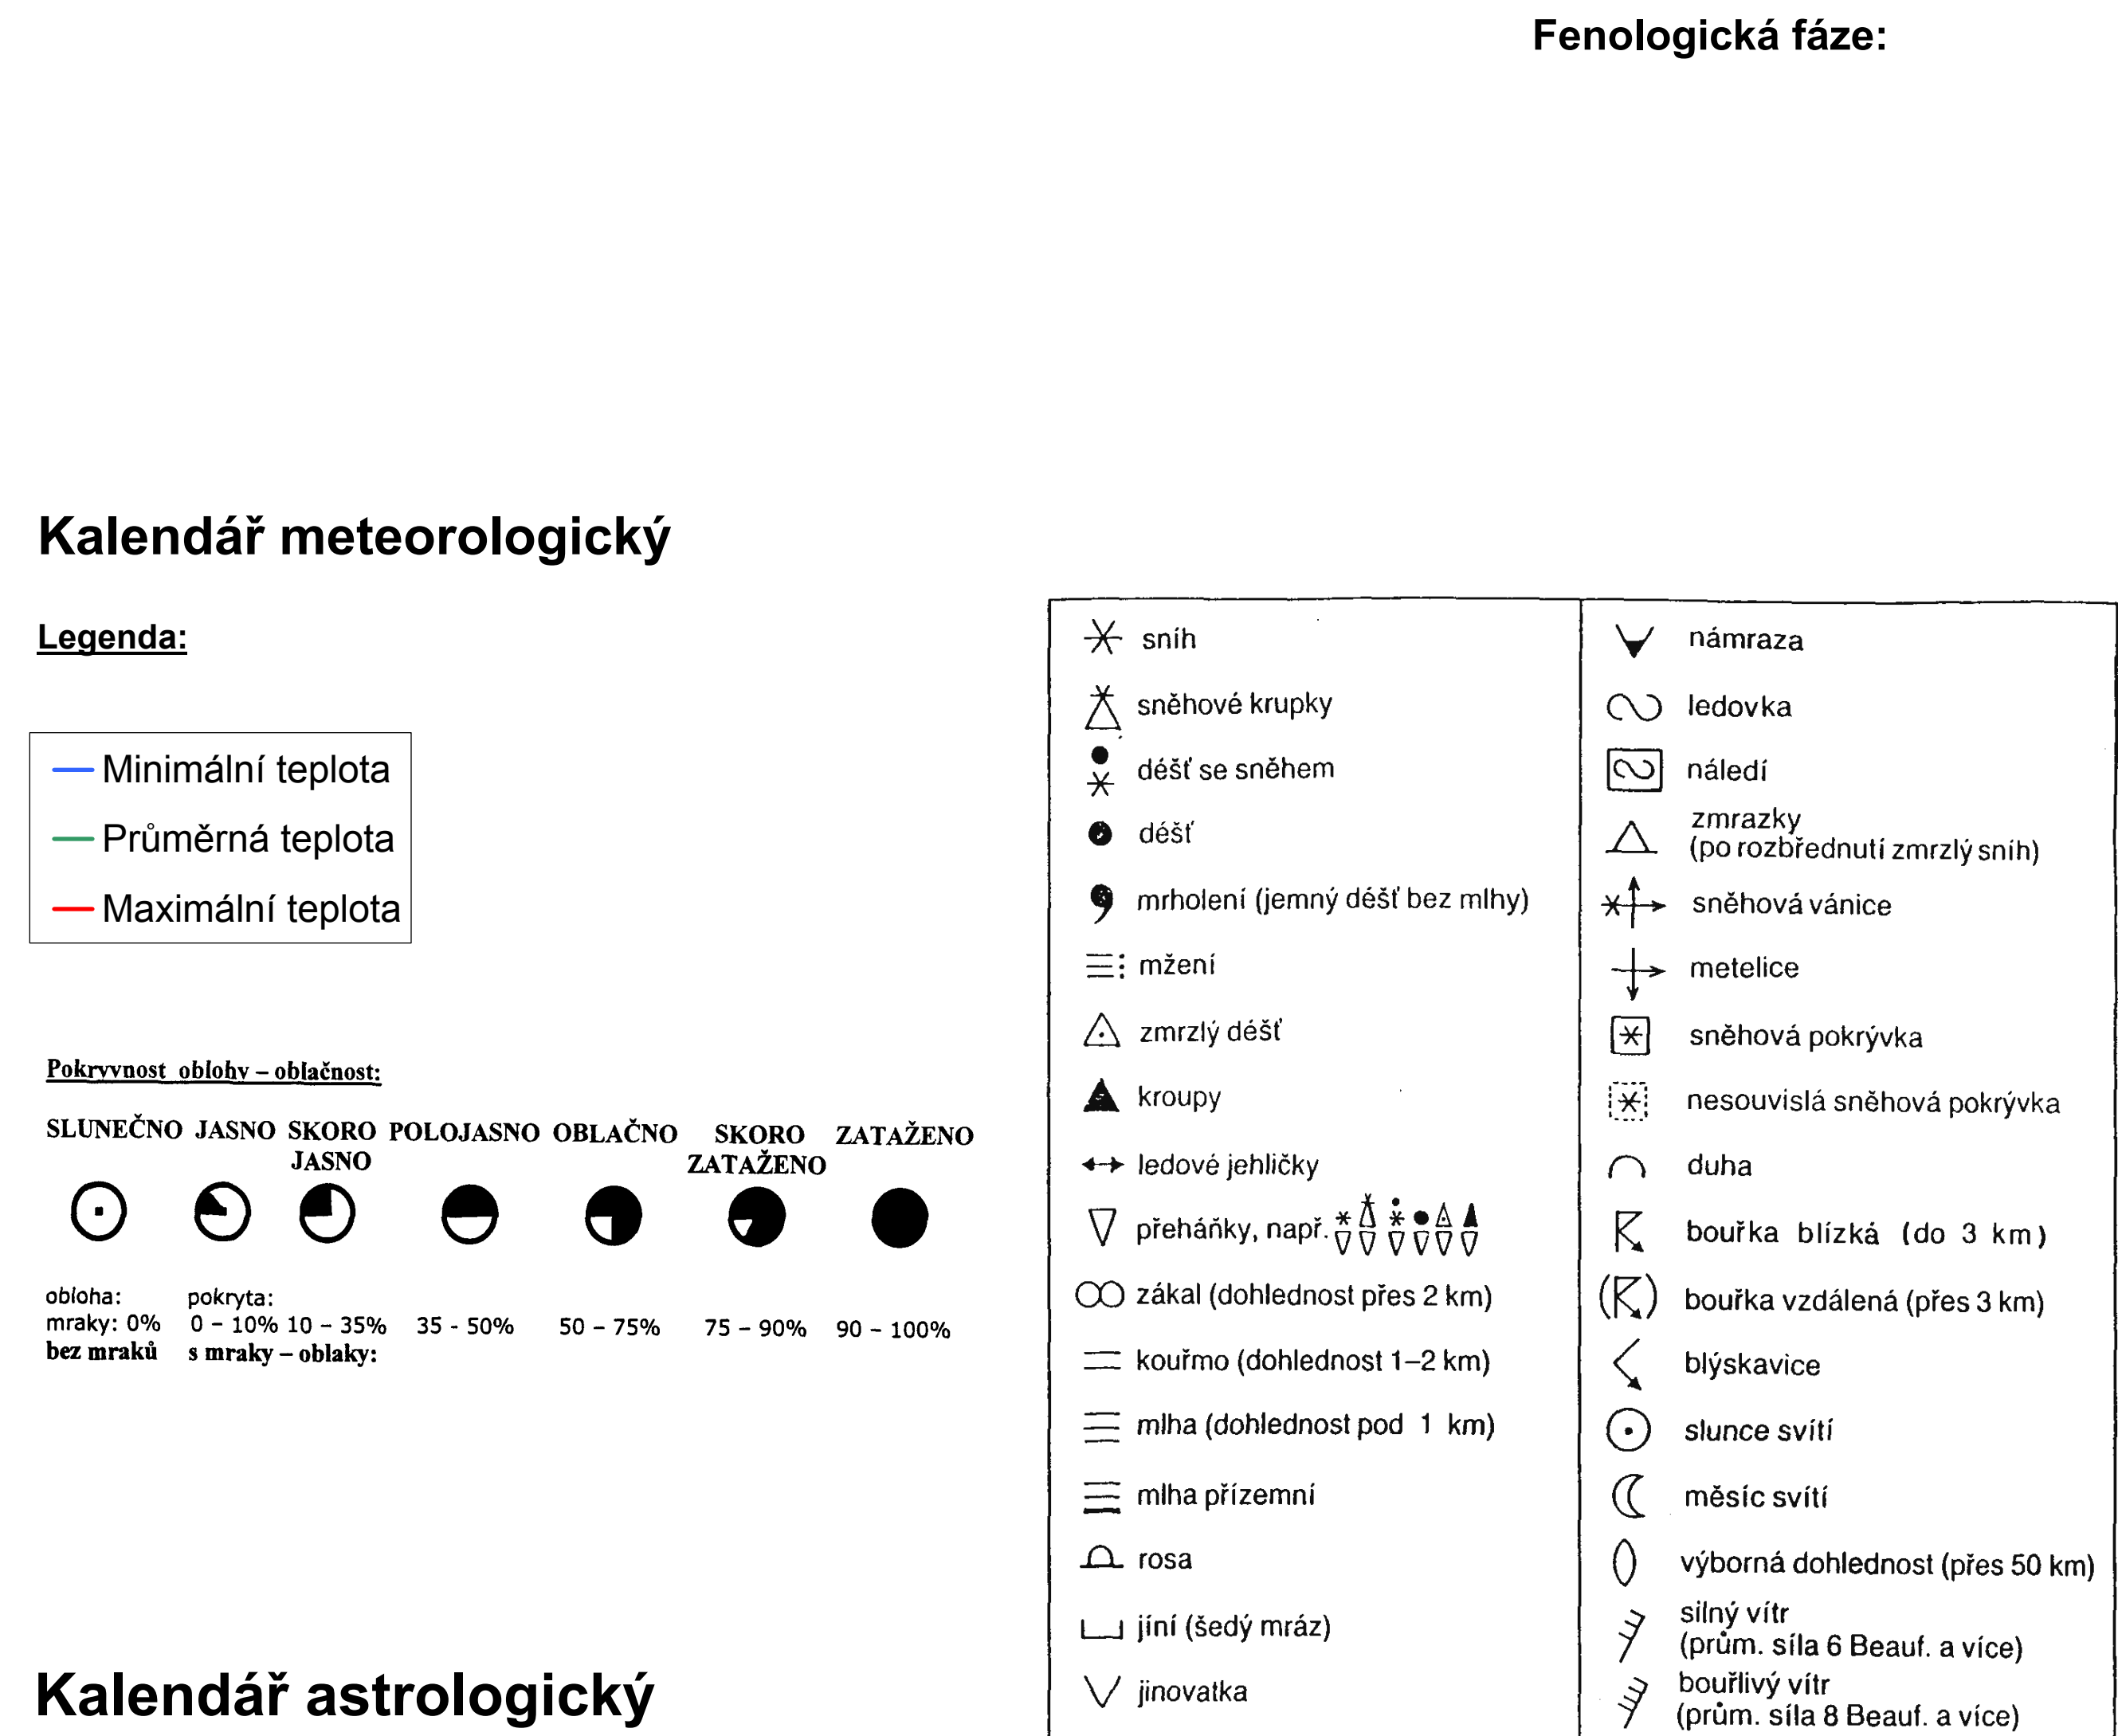 Fenologická fáze:
Kalendář meteorologický
Legenda:
Minimální teplota
Průměrná teplota
Maximální teplota
Pokryvnost oblohy – oblačnost:
SLUNEČNO JASNO SKORO POLOJASNO OBLAČNO SKORO ZATAŽENO
JASNO ZATAŽENO
obloha: pokryta:
mraky: 0% 0 – 10% 10 – 35% 35 - 50% 50 – 75% 75 – 90% 90 – 100%
bez mraků s mraky – oblaky:
Kalendář astrologický
sníh
sněhové krupky
déšť se sněhem
déšť
mrholení (jemný déšť bez mlhy)
mžení
zmrzlý déšť
kroupy
ledové jehličky
přeháňky, např.
zákal (dohlednost přes 2 km)
kouřmo (dohlednost 1–2 km)
mlha (dohlednost pod 1 km)
mlha přízemní
rosa
jíní (šedý mráz)
jinovatka
námraza
ledovka
náledí
zmrazky
(po rozbřednutí zmrzlý sníh)
sněhová vánice
metelice
sněhová pokrývka
nesouvislá sněhová pokrývka
duha
bouřka blízká (do 3 km)
bouřka vzdálená (přes 3 km)
blýskavice
slunce svítí
měsíc svítí
výborná dohlednost (přes 50 km)
silný vítr
(prům. síla 6 Beauf. a více)
bouřlivý vítr
(prům. síla 8 Beauf. a více)